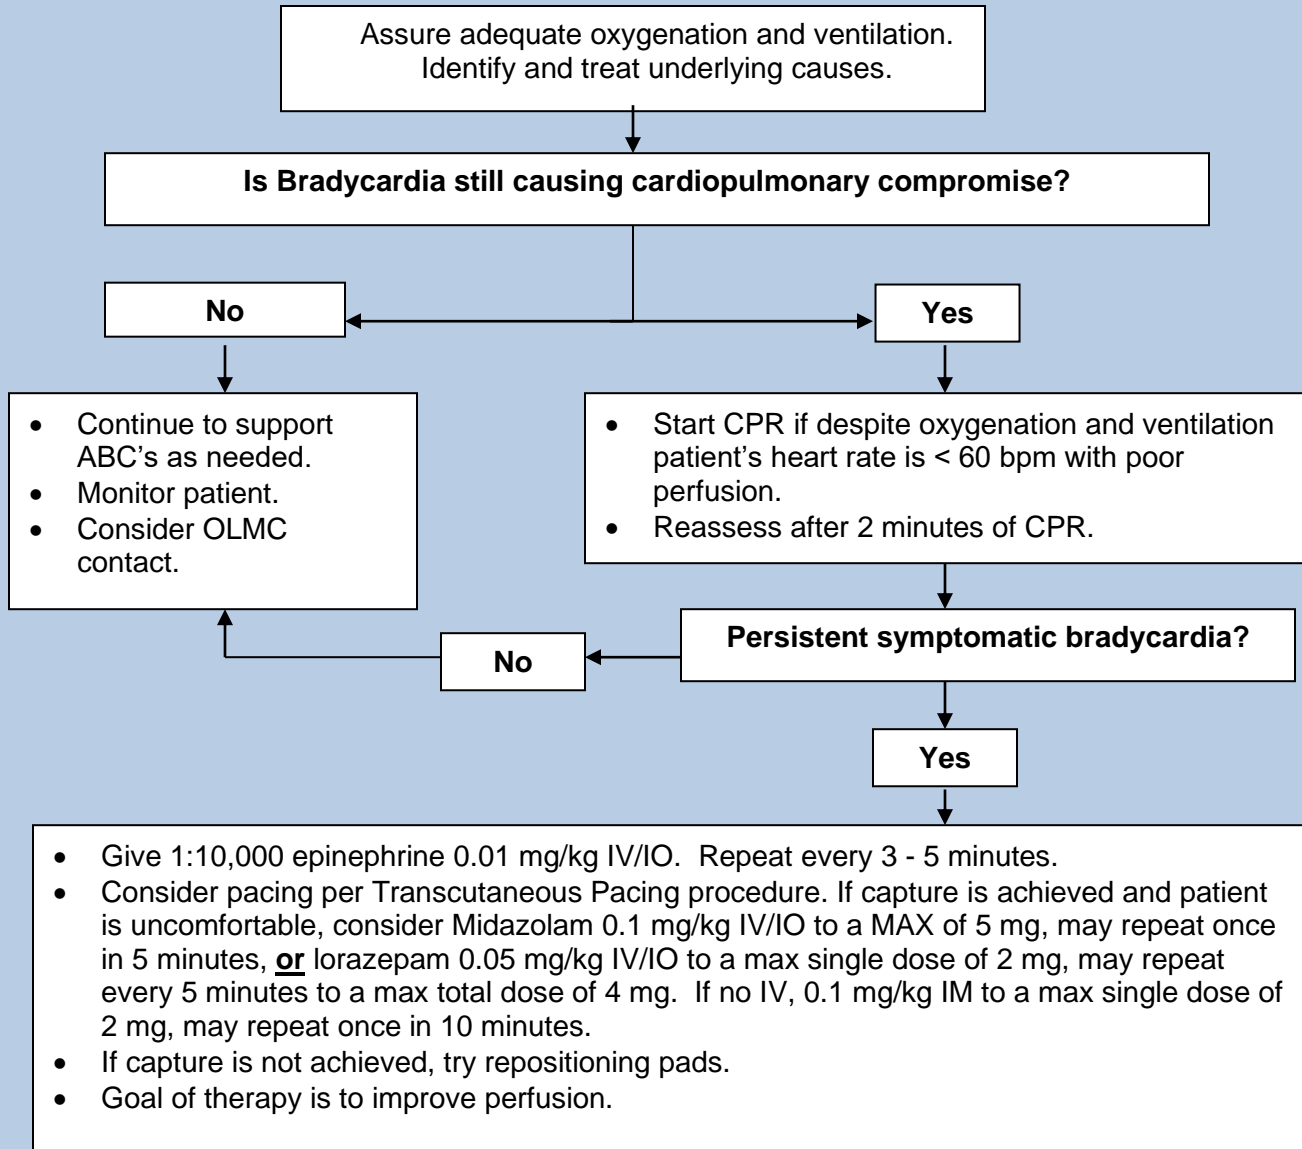 Assure adequate oxygenation and ventilation.
Identify and treat underlying causes.
Is Bradycardia still causing cardiopulmonary compromise?
No
Yes
• Continue to support
ABC’s as needed.
• Monitor patient.
• Consider OLMC
contact.
• Start CPR if despite oxygenation and ventilation
patient’s heart rate is < 60 bpm with poor
perfusion.
• Reassess after 2 minutes of CPR.
Persistent symptomatic bradycardia?
No
Yes
• Give 1:10,000 epinephrine 0.01 mg/kg IV/IO.  Repeat every 3 - 5 minutes.
• Consider pacing per Transcutaneous Pacing procedure. If capture is achieved and patient
is uncomfortable, consider Midazolam 0.1 mg/kg IV/IO to a MAX of 5 mg, may repeat once
in 5 minutes, or lorazepam 0.05 mg/kg IV/IO to a max single dose of 2 mg, may repeat
every 5 minutes to a max total dose of 4 mg.  If no IV, 0.1 mg/kg IM to a max single dose of
2 mg, may repeat once in 10 minutes.
• If capture is not achieved, try repositioning pads.
• Goal of therapy is to improve perfusion.